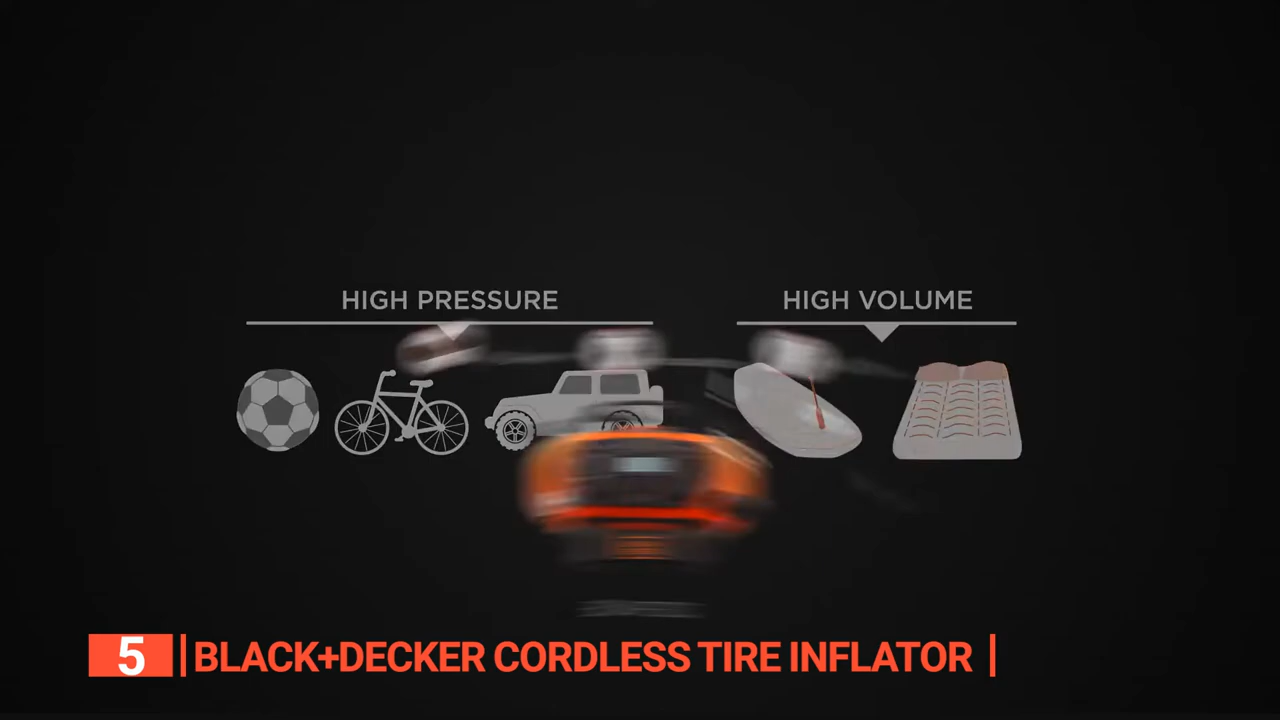 HIGH PRESSURE
HIGH VOLUME
5
BLACK+DECKER CORDLESS TIRE INFLATOR